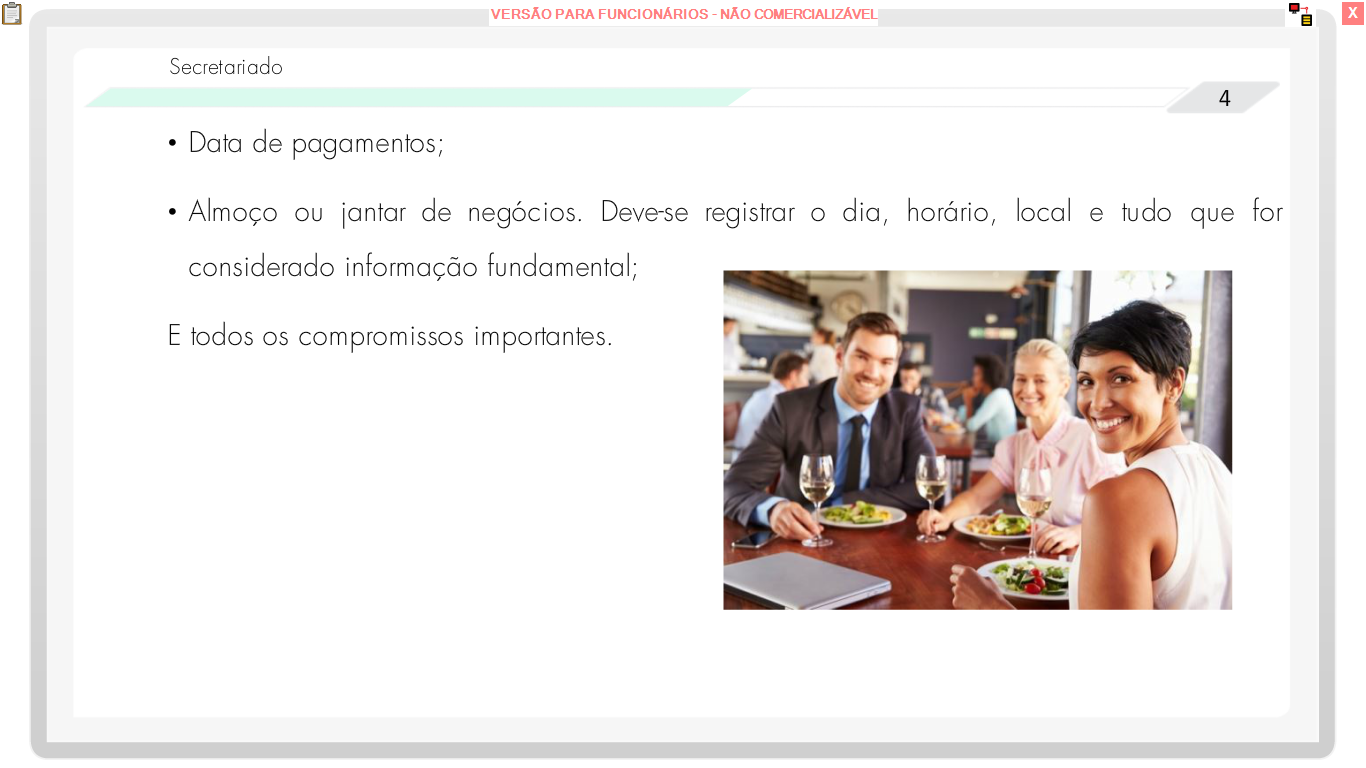 VERSÃO PARA FUNCIONÁRIOS - NÃO COMERCIALIZÁVEL
X
Secretariado
4
• Data de pagamentos;
• Almoço ou jantar de negócios. Deve-se registrar o dia, horário, local e tudo que for
considerado informação fundamental;
E todos os compromissos importantes.